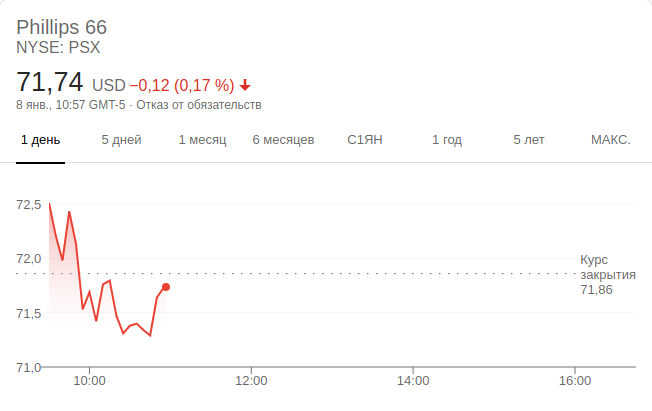 Phillips 66
NYSE: PSX
71,74 USD −0,12 (0,17 %)
8 янв., 10:57 GMT-5 · Отказ от обязательств
1 день 5 дней 1 месяц 6 месяцев С1ЯН 1 год 5 лет МАКС.
72,5
72,0
Курс
закрытия
71,86
71,5
71,0
10:00 12:00 14:00 16:00